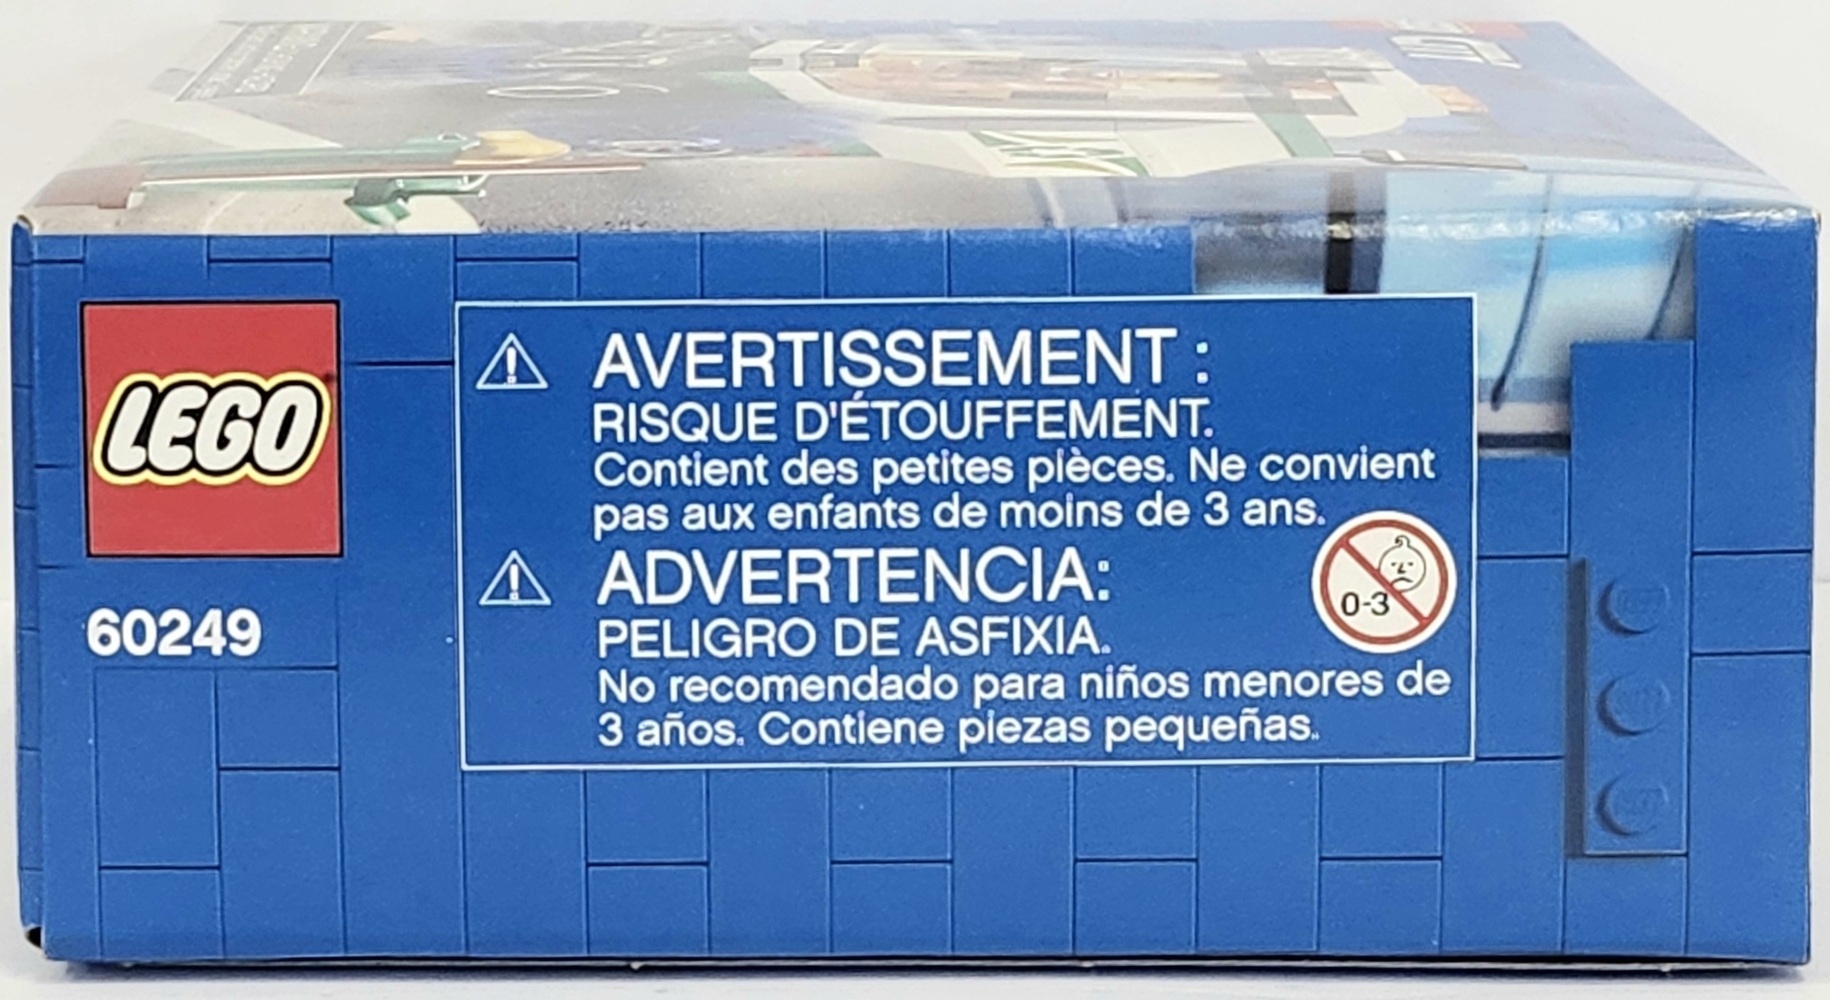 LEGO
60249
AVERTISSEMENT :
RISQUE D'ÉTOUFFEMENT.
Contient des petites pièces. Ne convient
pas aux enfants de moins de 3 ans.
ADVERTENCIA:
PELIGRO DE ASFIXIA.
0-3
No recomendado para niños menores de
3 años. Contiene piezas pequeñas.